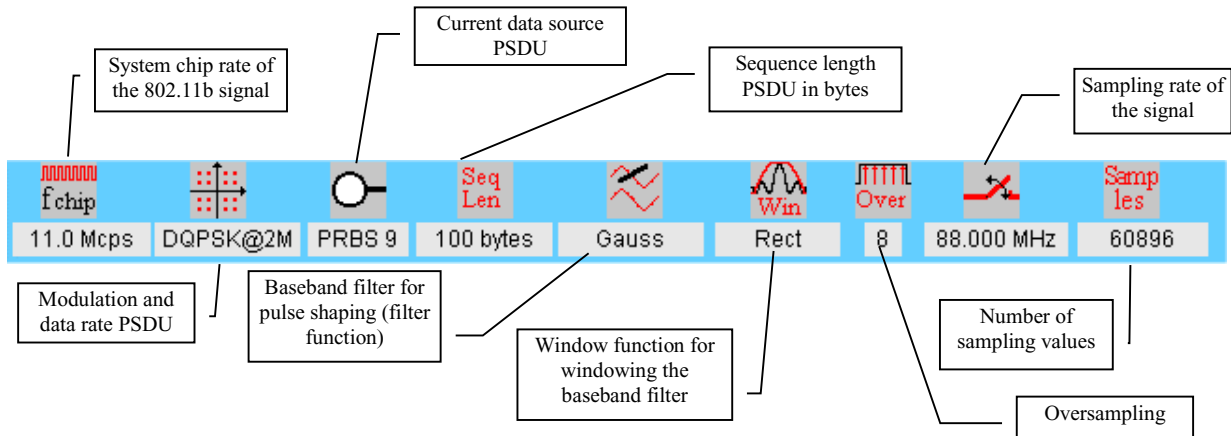 Current data source
PSDU
System chip rate of
the 802.11b signal
Sequence length
PSDU in bytes
Sampling rate of
the signal
f chip
Seq
Len
Win
Over
Samp
les
11.0 Mcps
DQPSK@2M
PRBS 9
100 bytes
Gauss
Rect
8
88.000 MHz
60896
Modulation and
data rate PSDU
Baseband filter for
pulse shaping (filter
function)
Window function for
windowing the
baseband filter
Number of
sampling values
Oversampling